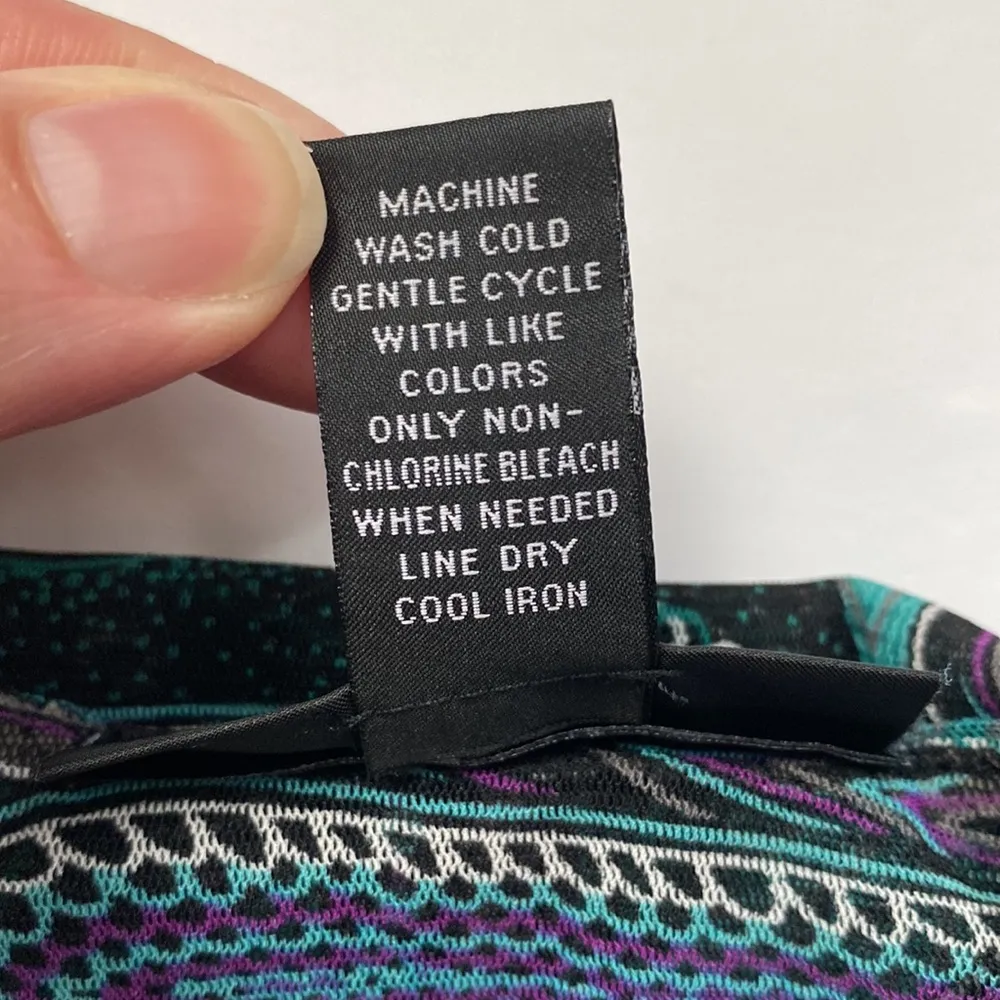 MACHINE
WASH COLD
GENTLE CYCLE
WITH LIKE
COLORS
ONLY NON-
CHLORINE BLEACH
WHEN NEEDED
LINE DRY
COOL IRON